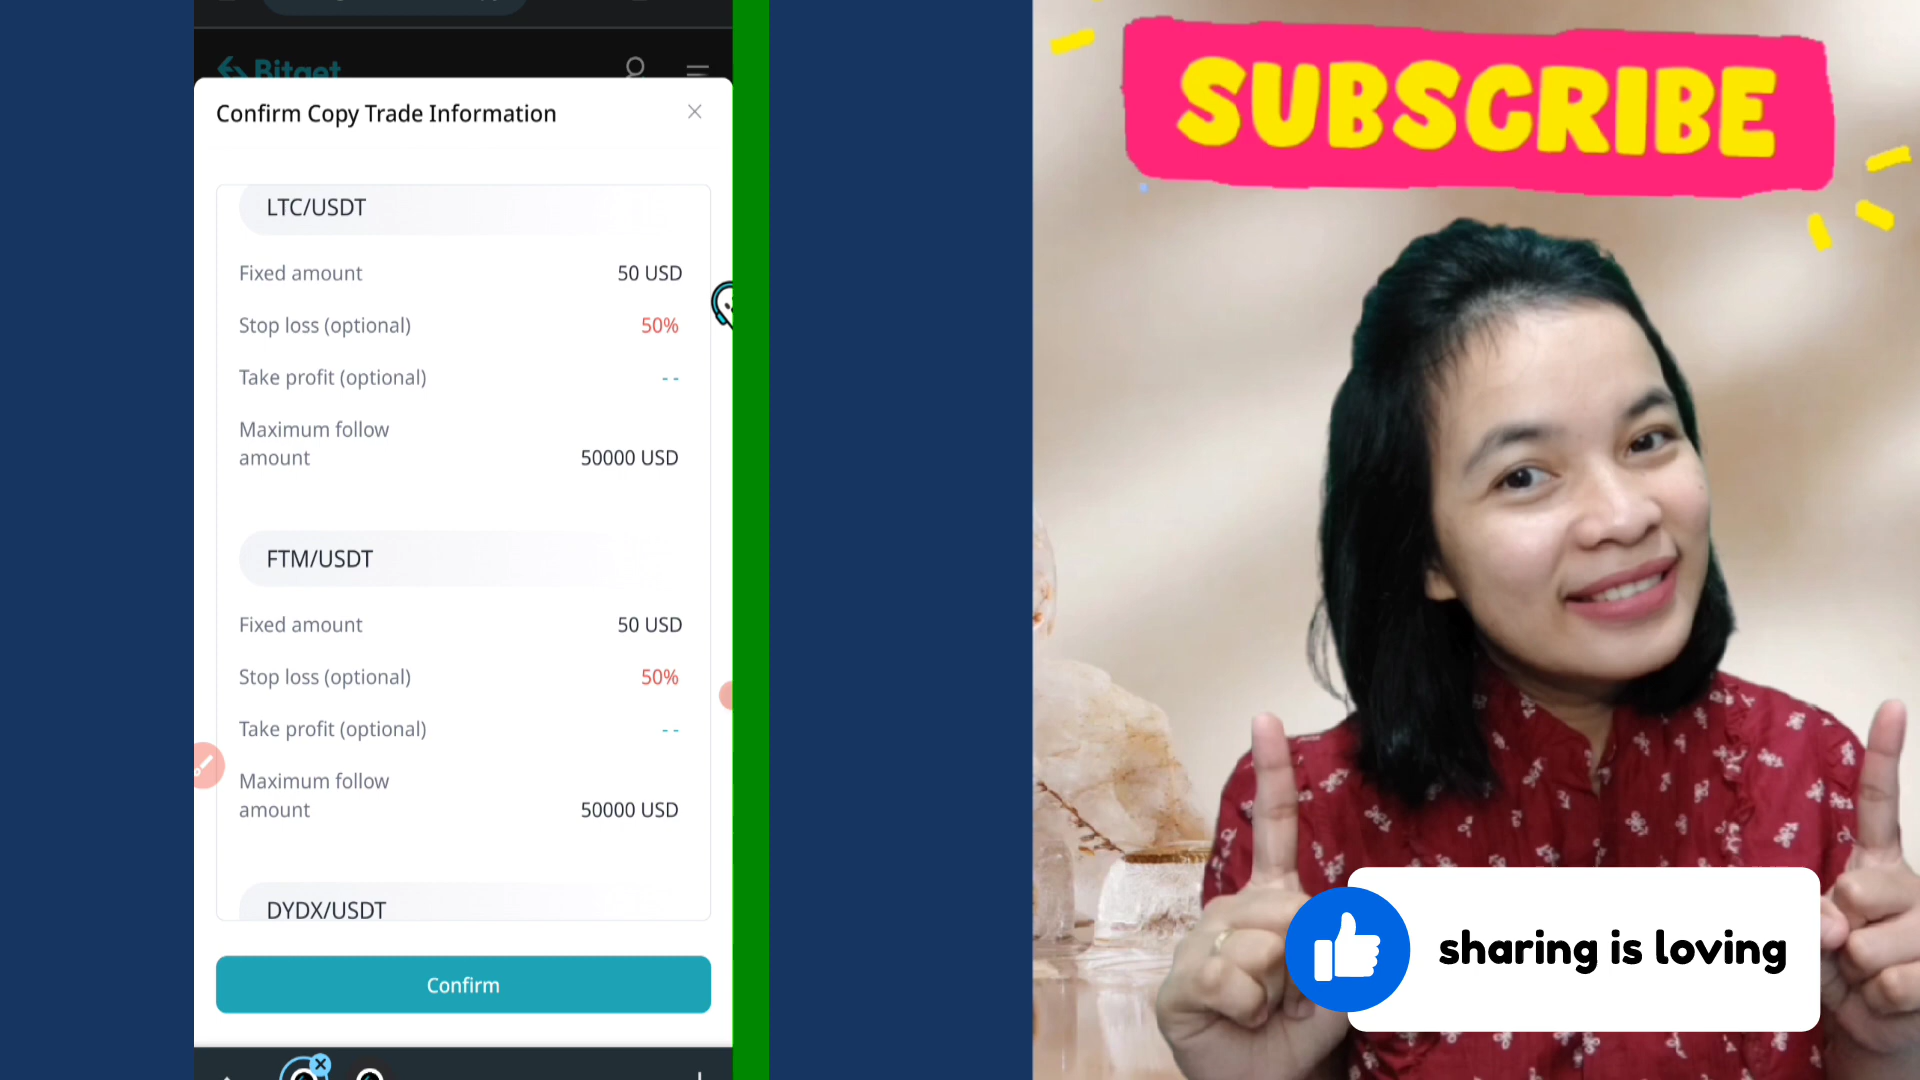 Bitget
Confirm Copy Trade Information
LTC/USDT
Fixed amount 50 USD
Stop loss (optional) 50%
Take profit (optional) --
Maximum follow
amount 50000 USD
FTM/USDT
Fixed amount 50 USD
Stop loss (optional) 50%
Take profit (optional) --
Maximum follow
amount 50000 USD
DYDX/USDT
Confirm
SUBSCRIBE
sharing is loving